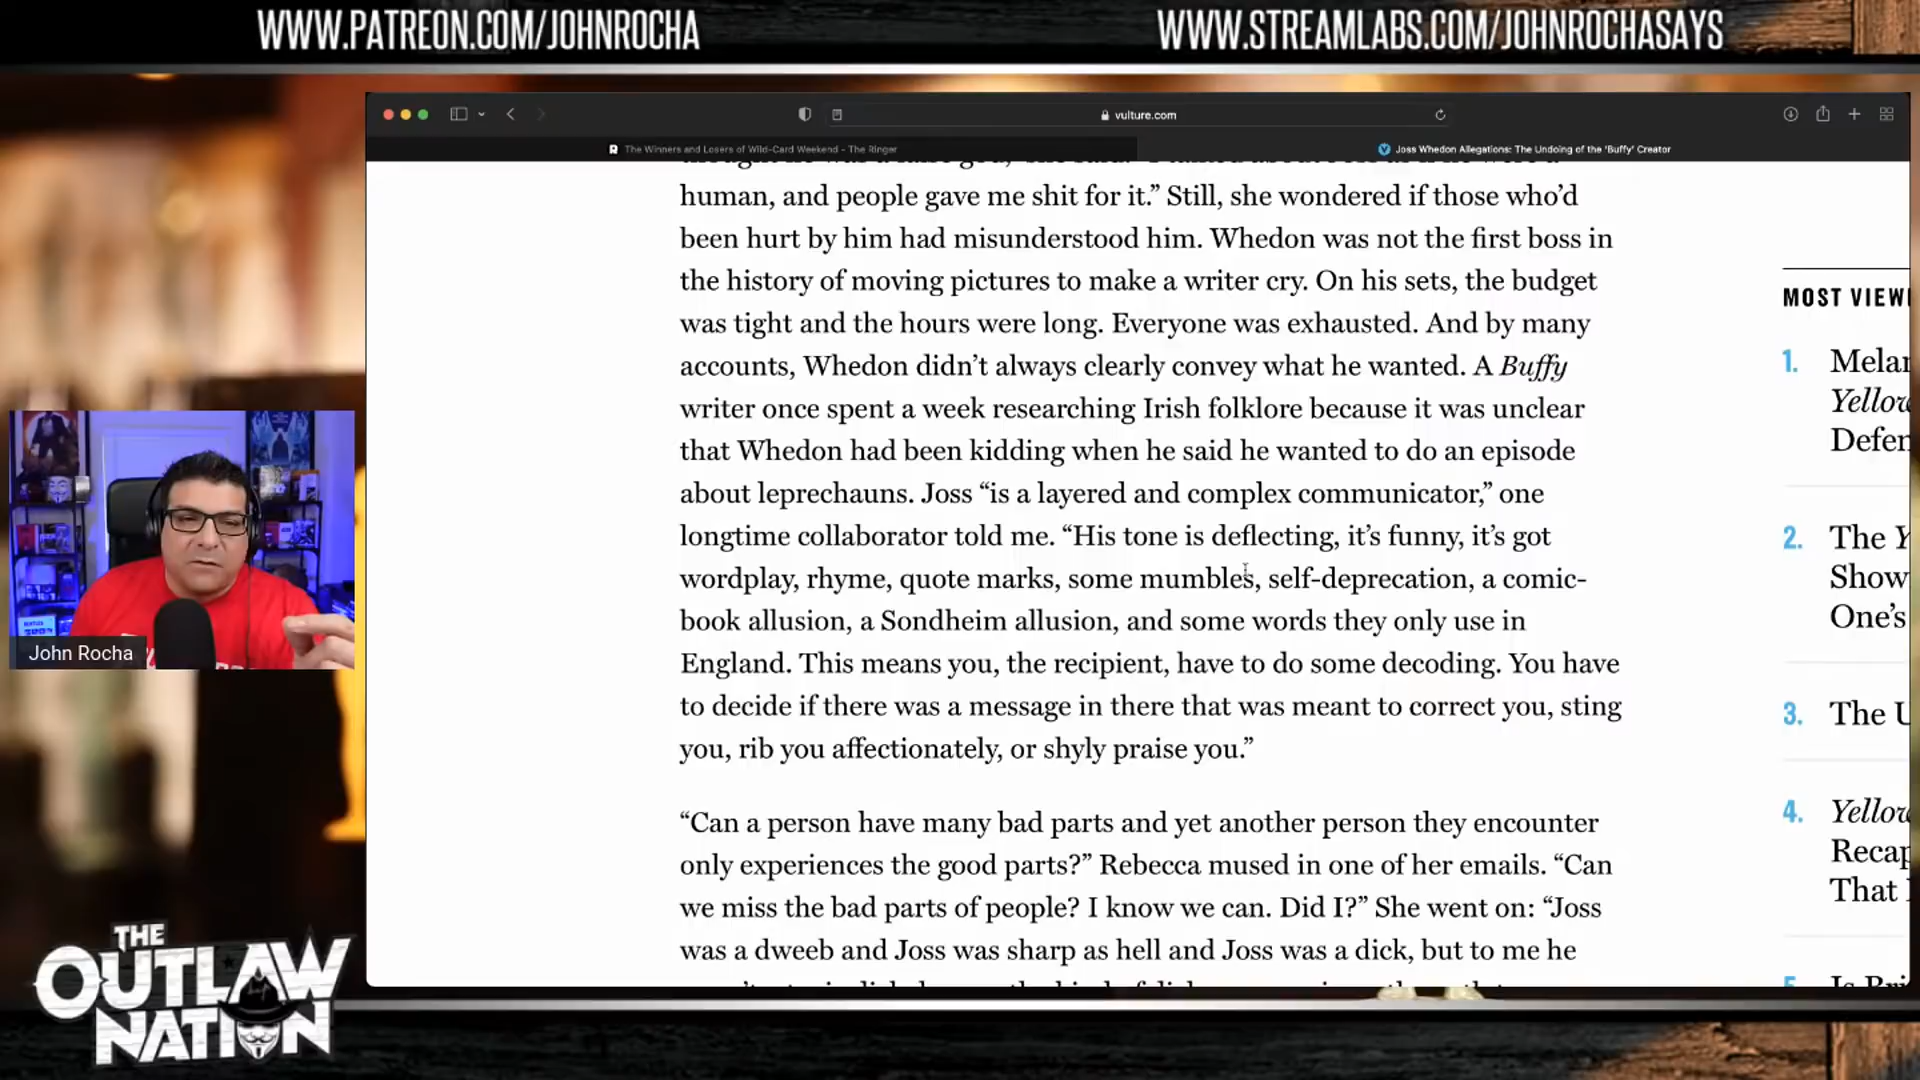 WWW.PATREON.COM/JOHNROCHA
WWW.STREAMLABS.COM/JOHNROCHASAYS
vulture.com
The Winners and Losers of Wild-Card Weekend - The Ringer
Joss Whedon Allegations: The Undoing of the 'Buffy' Creator
human, and people gave me shit for it.” Still, she wondered if those who’d
been hurt by him had misunderstood him. Whedon was not the first boss in
the history of moving pictures to make a writer cry. On his sets, the budget
was tight and the hours were long. Everyone was exhausted. And by many
accounts, Whedon didn’t always clearly convey what he wanted. A Buffy
writer once spent a week researching Irish folklore because it was unclear
that Whedon had been kidding when he said he wanted to do an episode
about leprechauns. Joss “is a layered and complex communicator,” one
longtime collaborator told me. “His tone is deflecting, it’s funny, it’s got
wordplay, rhyme, quote marks, some mumbles, self-deprecation, a comic-
book allusion, a Sondheim allusion, and some words they only use in
England. This means you, the recipient, have to do some decoding. You have
to decide if there was a message in there that was meant to correct you, sting
you, rib you affectionately, or shyly praise you.”
“Can a person have many bad parts and yet another person they encounter
only experiences the good parts?” Rebecca mused in one of her emails. “Can
we miss the bad parts of people? I know we can. Did I?” She went on: “Joss
was a dweeb and Joss was sharp as hell and Joss was a dick, but to me he
MOST VIEW
1. Mela
Yellow
Defen
2. The Y
Show
One’s
3. The U
4. Yellow
Recap
That
John Rocha
THE
OUTLAW
NATION